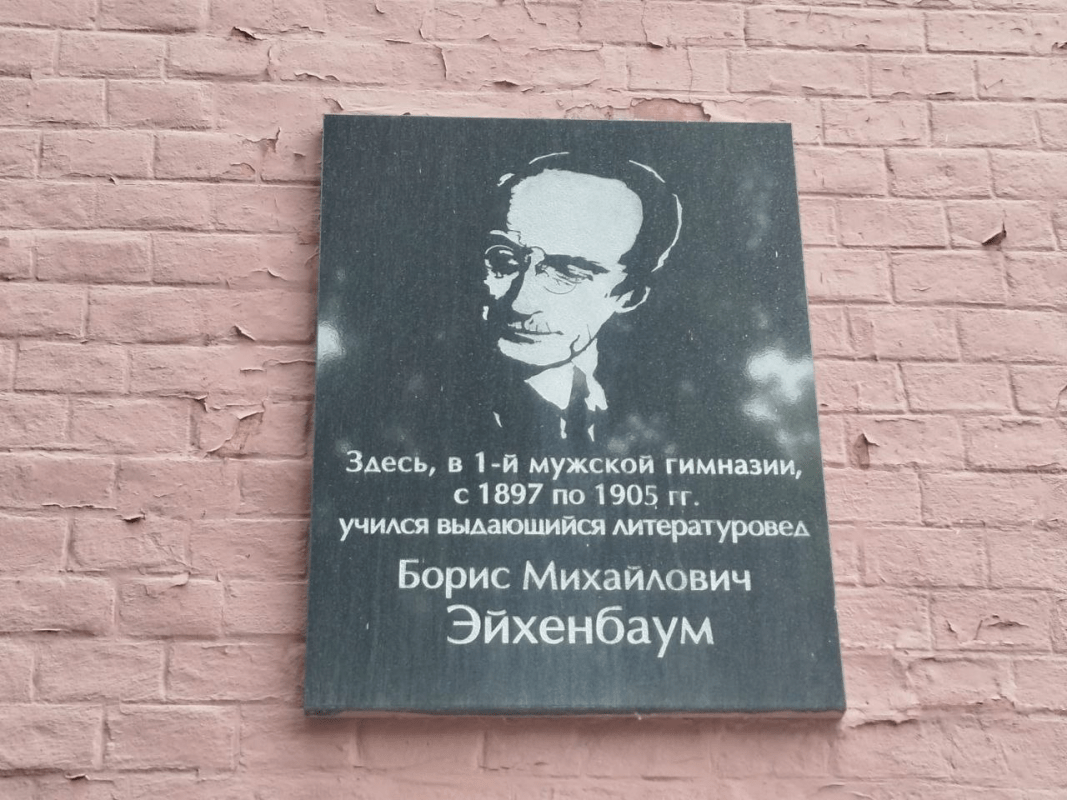 Здесь, в 1-й мужской гимназии,
с 1897 по 1905 гг.
учился выдающийся литературовед
Борис Михайлович
Эйхенбаум